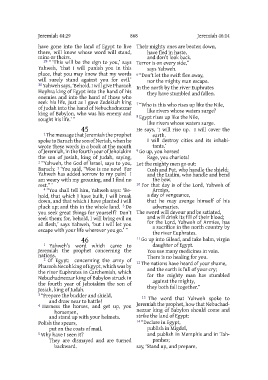 Jeremiah 44:29 868 Jeremiah 46:14
have gone into the land of Egypt to live
there, will know whose word will stand,
mine or theirs.
29 "'This will be the sign to you,' says
Yahweh, 'that I will punish you in this
place, that you may know that my words
will surely stand against you for evil.'
30 Yahweh says, 'Behold, I will give Pharaoh
Hophra king of Egypt into the hand of his
enemies and into the hand of those who
seek his life, just as I gave Zedekiah king
of Judah into the hand of Nebuchadnezzar
king of Babylon, who was his enemy and
sought his life.'"
45
1 The message that Jeremiah the prophet
spoke to Baruch the son of Neriah, when he
wrote these words in a book at the mouth
of Jeremiah, in the fourth year of Jehoiakim
the son of Josiah, king of Judah, saying,
2 "Yahweh, the God of Israel, says to you,
Baruch: 3 'You said, "Woe is me now! For
Yahweh has added sorrow to my pain! I
am weary with my groaning, and I find no
rest."'
4 "You shall tell him, Yahweh says: 'Be-
hold, that which I have built, I will break
down, and that which I have planted I will
pluck up; and this in the whole land. 5 Do
you seek great things for yourself? Don't
seek them; for, behold, I will bring evil on
all flesh,' says Yahweh, 'but I will let you
escape with your life wherever you go.'"
46
1 Yahweh's word which came to
Jeremiah the prophet concerning the
nations.
2 Of Egypt: concerning the army of
Pharaoh Necoh king of Egypt, which was by
the river Euphrates in Carchemish, which
Nebuchadnezzar king of Babylon struck in
the fourth year of Jehoiakim the son of
Josiah, king of Judah.
3 "Prepare the buckler and shield,
and draw near to battle!
4 Harness the horses, and get up, you
horsemen,
and stand up with your helmets.
Polish the spears,
put on the coats of mail.
5 Why have I seen it?
They are dismayed and are turned
backward.
Their mighty ones are beaten down,
have fled in haste,
and don't look back.
Terror is on every side,"
says Yahweh.
6 "Don't let the swift flee away,
nor the mighty man escape.
In the north by the river Euphrates
they have stumbled and fallen.
7 "Who is this who rises up like the Nile,
like rivers whose waters surge?
8 Egypt rises up like the Nile,
like rivers whose waters surge.
He says, 'I will rise up. I will cover the
earth.
I will destroy cities and its inhabi-
tants.'
9 Go up, you horses!
Rage, you chariots!
Let the mighty men go out:
Cush and Put, who handle the shield;
and the Ludim, who handle and bend
the bow.
10 For that day is of the Lord, Yahweh of
Armies,
a day of vengeance,
that he may avenge himself of his
adversaries.
The sword will devour and be satiated,
and will drink its fill of their blood;
for the Lord, Yahweh of Armies, has
a sacrifice in the north country by
the river Euphrates.
11 Go up into Gilead, and take balm, virgin
daughter of Egypt.
You use many medicines in vain.
There is no healing for you.
12 The nations have heard of your shame,
and the earth is full of your cry;
for the mighty man has stumbled
against the mighty,
they both fall together."
13 The word that Yahweh spoke to
Jeremiah the prophet, how that Nebuchad-
nezzar king of Babylon should come and
strike the land of Egypt:
14 "Declare in Egypt,
publish in Migdol,
and publish in Memphis and in Tah-
panhes;
say, 'Stand up, and prepare,